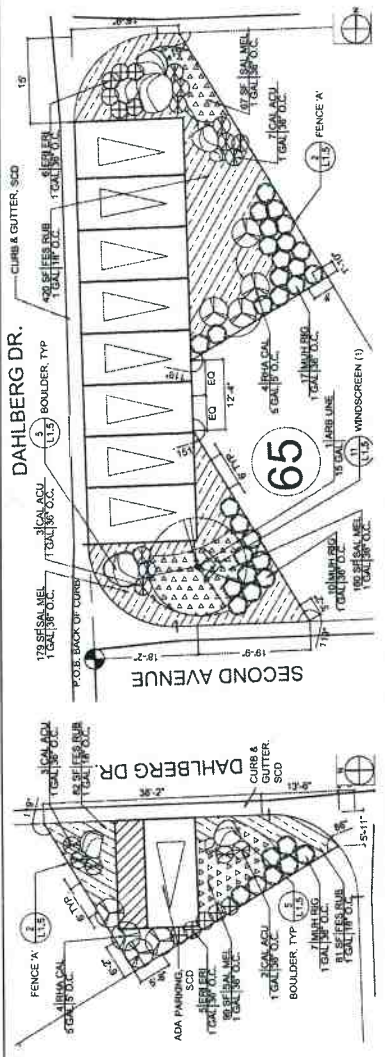 DAHLBERG DR.
CURB & GUTTER, SCD
5
L1.5
BOULDER, TYP
3 CAL ACU
1 GAL 36" O.C.
179 SF SAL MEL
1 GAL 36" O.C.
P.O.B. BACK OF CURB
420 SF FES RUB
1 GAL 18" O.C.
6 ERI ERI
1 GAL 36" O.C.
15'
67 SF SAL MEL
1 GAL 36" O.C.
7 CAL ACU
1 GAL 36" O.C.
2
L1.5
FENCE 'A'
SECOND AVENUE
18'-2"
19'-9"
EQ
EQ
12'-4"
6' TYP
65
4 RHA CAL
5 GAL 5' O.C.
17 MUH RIG
1 GAL 36" O.C.
1 ARB UNE
15 GAL
11
L1.5
WINDSCREEN (1)
10 MUH RIG
1 GAL 36" O.C.
160 SF SAL MEL
1 GAL 36" O.C.
N
DAHLBERG DR.
3 CAL ACU
1 GAL 36" O.C.
82 SF FES RUB
1 GAL 18" O.C.
2
L1.5
FENCE 'A'
6' TYP
4 RHA CAL
5 GAL 5' O.C.
36'-2"
CURB &
GUTTER,
SCD
13'-6"
5'-11"
ADA PARKING,
SCD
5 ERI ERI
1 GAL 36" O.C.
99 SF SAL MEL
1 GAL 36" O.C.
2 CAL ACU
1 GAL 36" O.C.
BOULDER, TYP
5
L1.5
7 MUH RIG
1 GAL 36" O.C.
81 SF FES RUB
1 GAL 18" O.C.
N